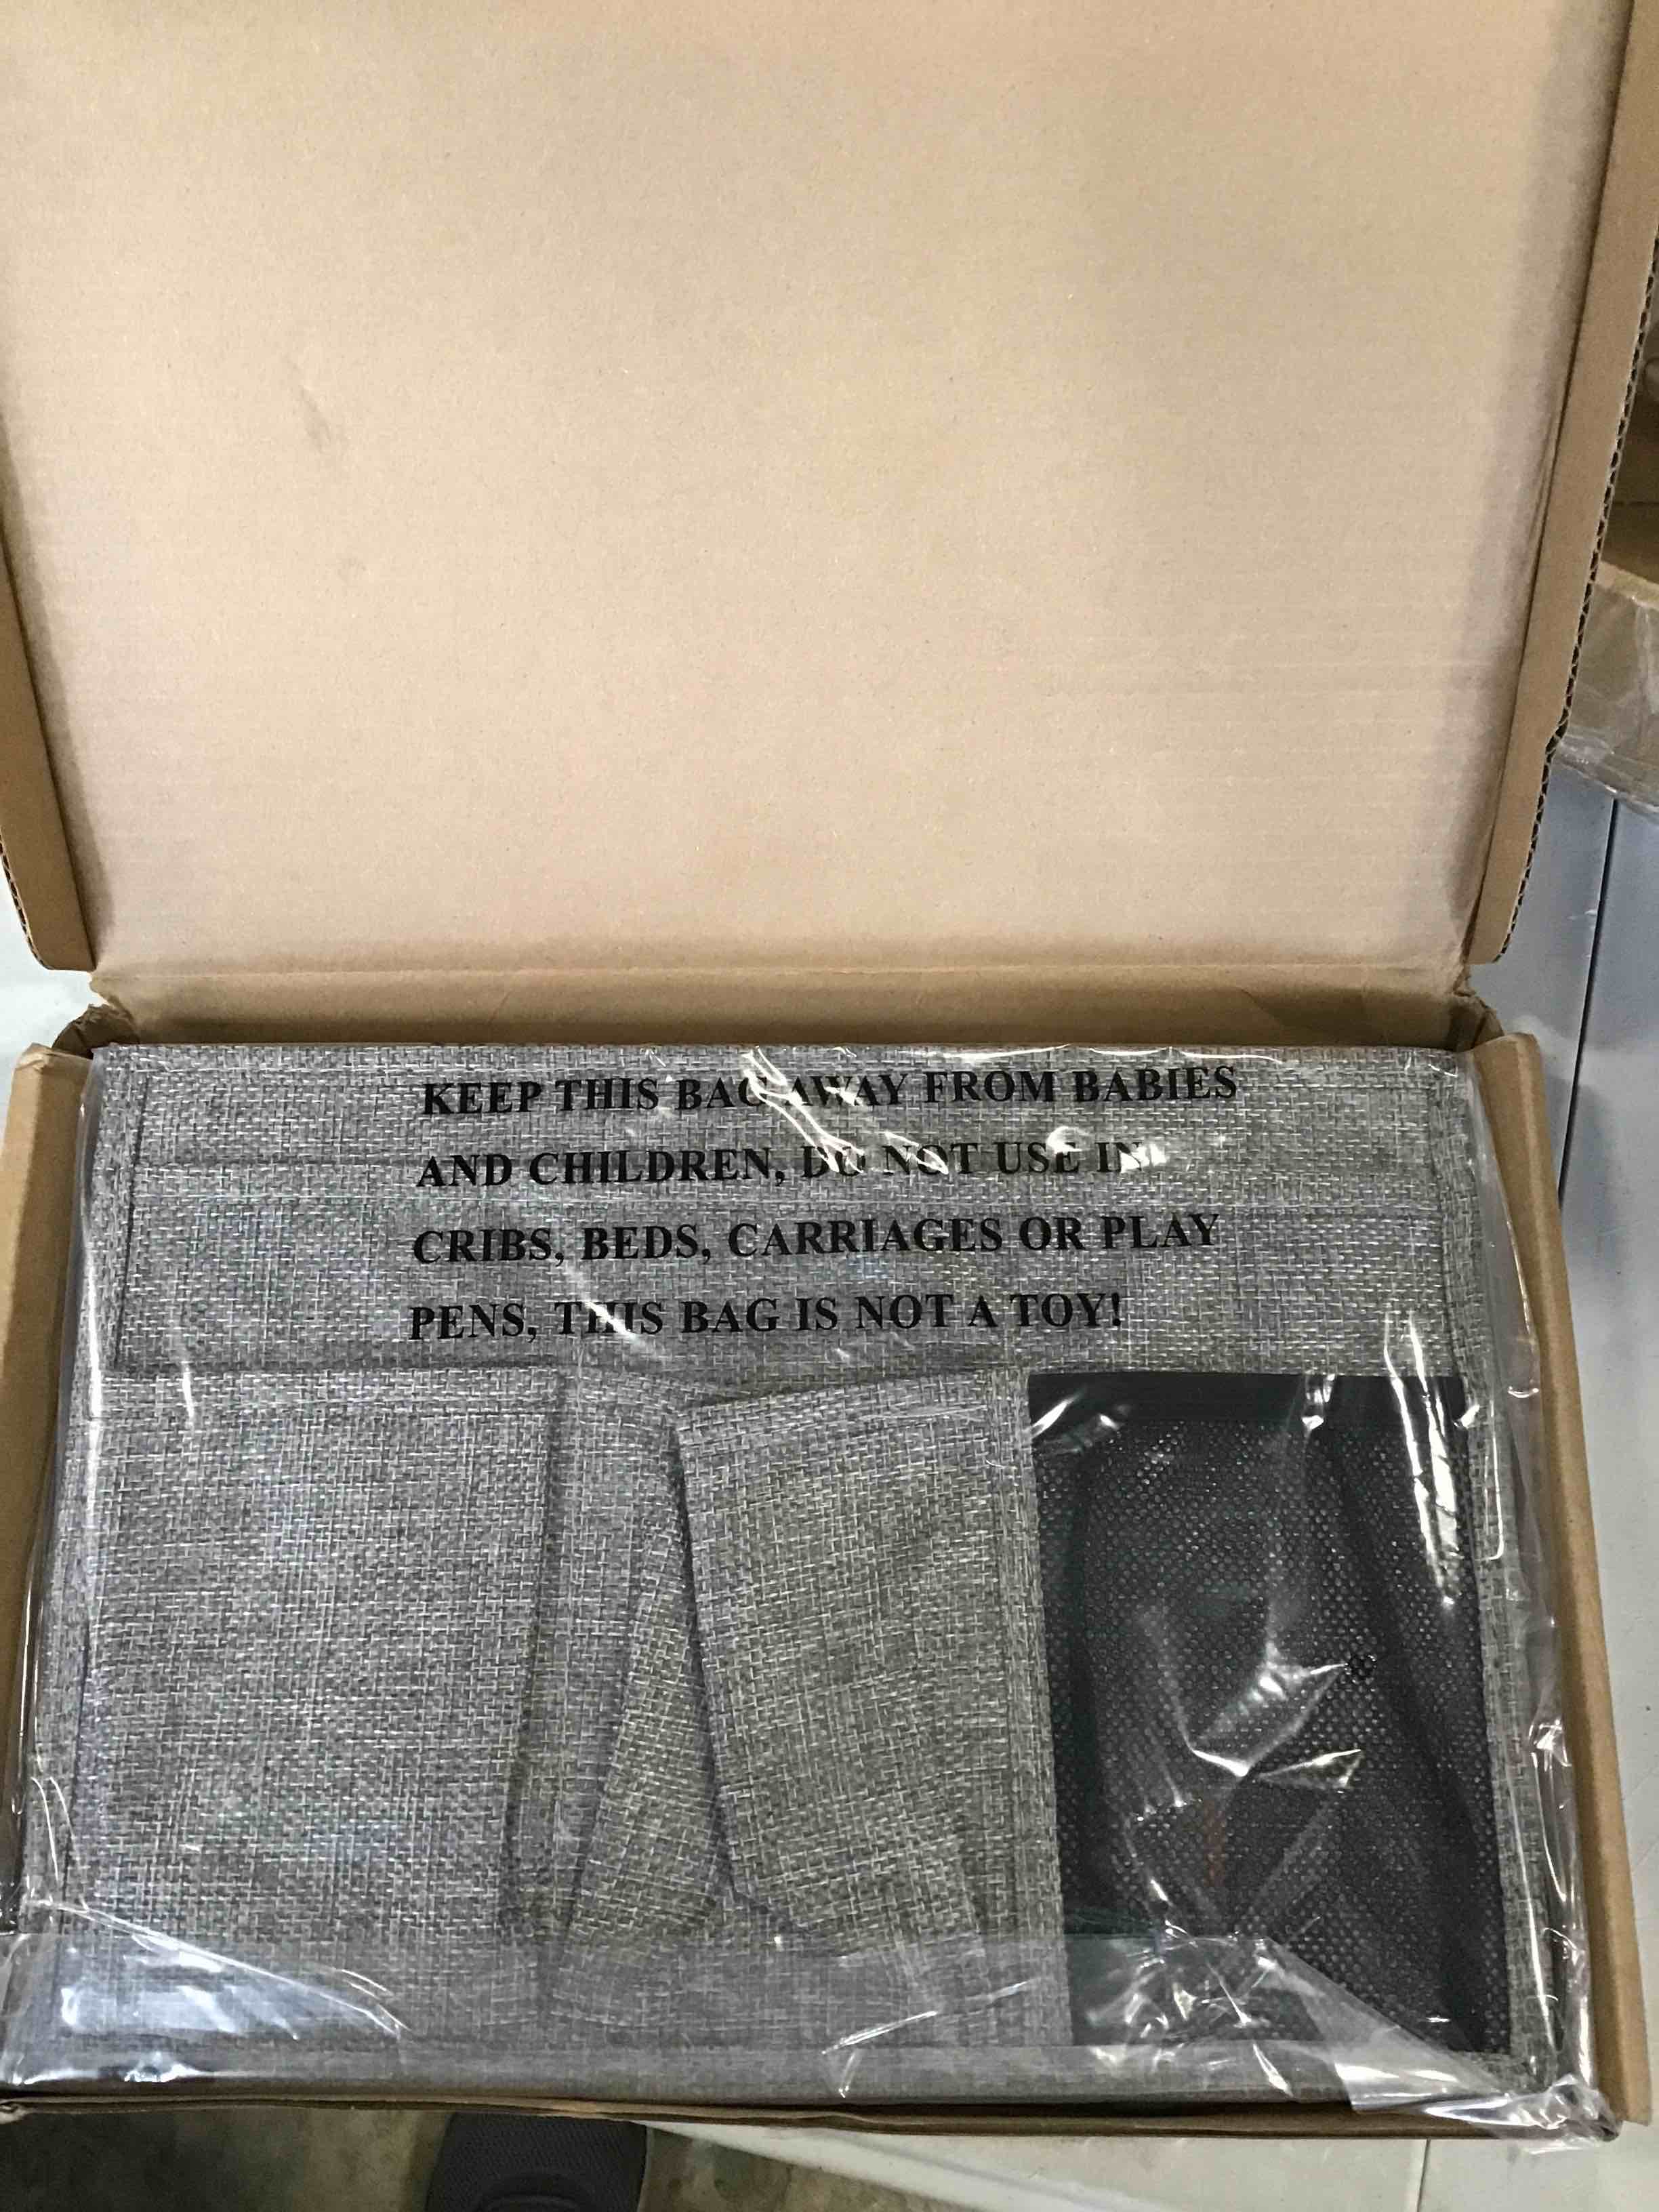 KEEP THIS BAG AWAY FROM BABIES
AND CHILDREN, DO NOT USE IN
CRIBS, BEDS, CARRIAGES OR PLAY
PENS, THIS BAG IS NOT A TOY!